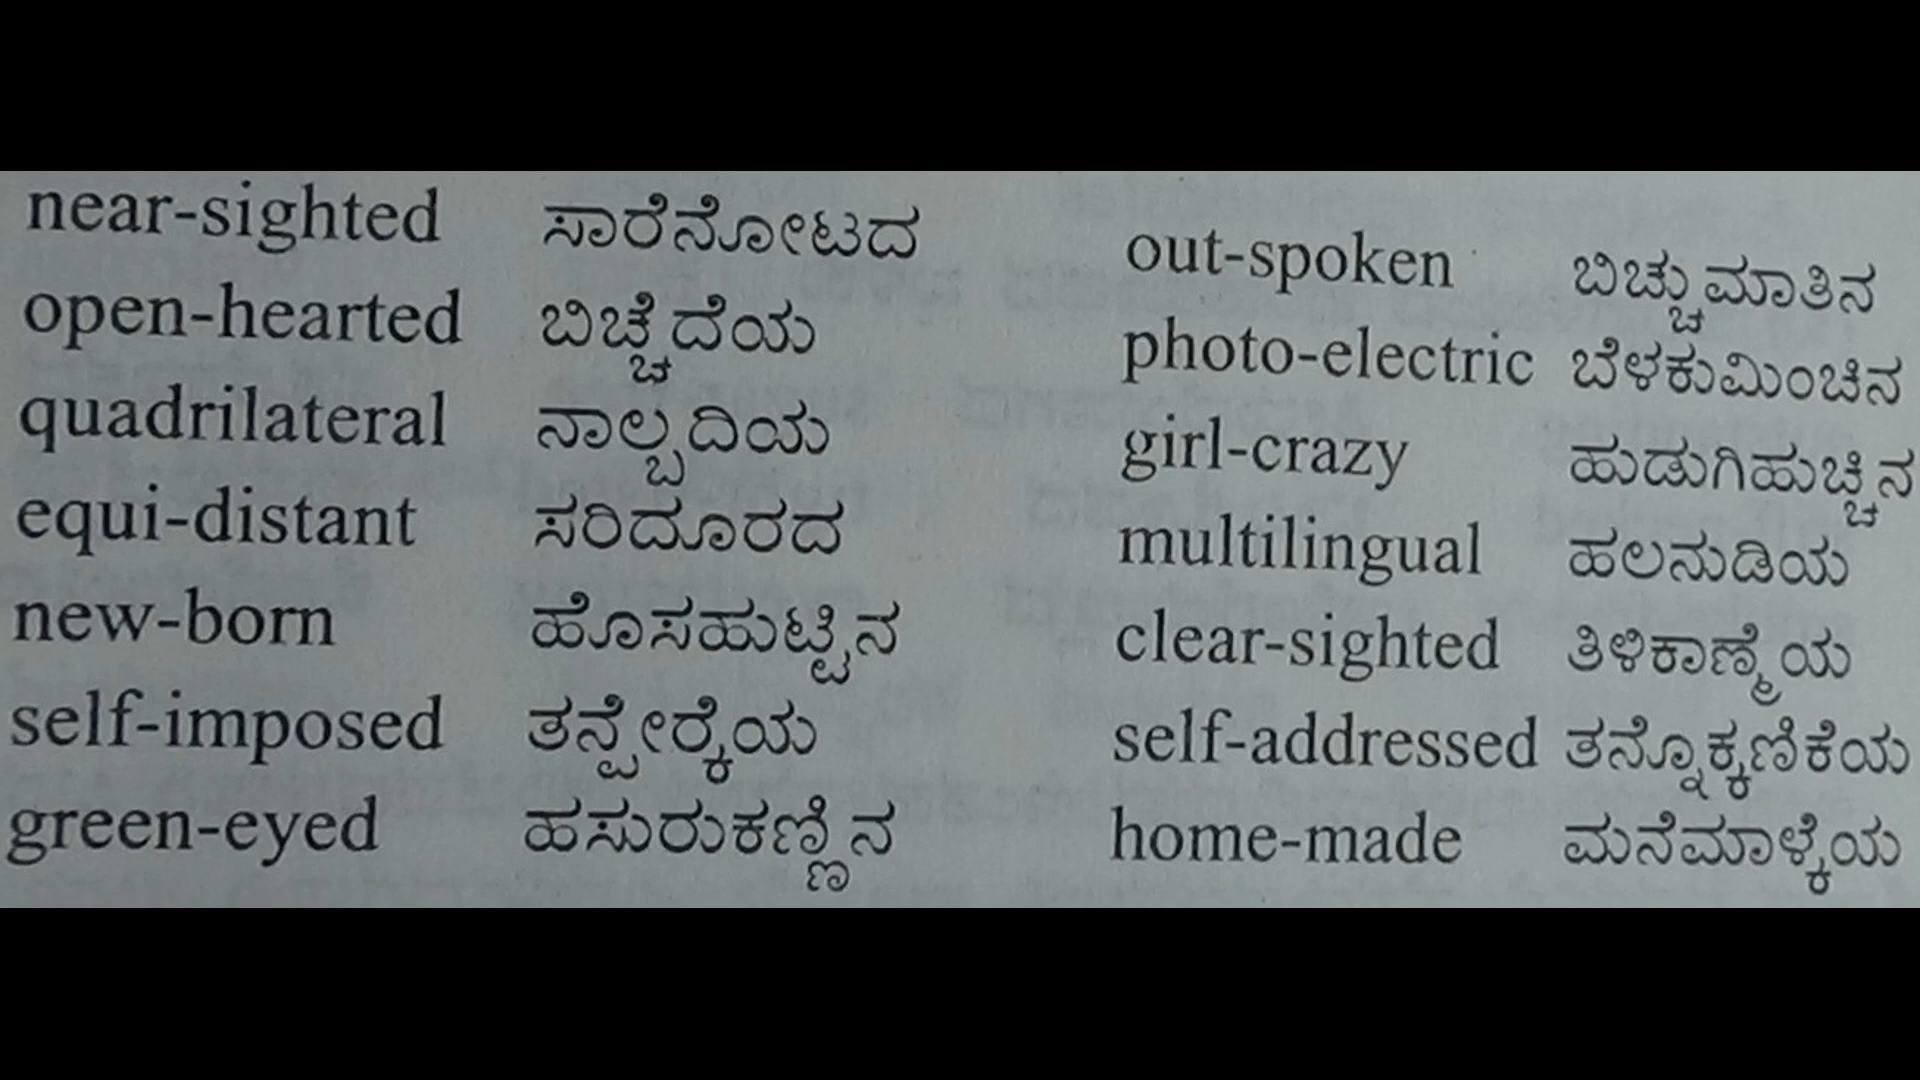 near-sighted ಸಾರೆನೋಟದ
open-hearted ಬಿಚ್ಚೆದೆಯ
quadrilateral ನಾಲ್ಬದಿಯ
equi-distant ಸರಿದೂರದ
new-born ಹೊಸಹುಟ್ಟಿನ
self-imposed ತನ್ಪೇರ್‍ಕೆಯ
green-eyed ಹಸುರುಕಣ್ಣಿನ
out-spoken ಬಿಚ್ಚುಮಾತಿನ
photo-electric ಬೆಳಕುಮಿಂಚಿನ
girl-crazy ಹುಡುಗಿಹುಚ್ಚಿನ
multilingual ಹಲನುಡಿಯ
clear-sighted ತಿಳಿಕಾಣ್ಮೆಯ
self-addressed ತನ್ನೊಕ್ಕಣಿಕೆಯ
home-made ಮನೆಮಾಳ್ಕೆಯ